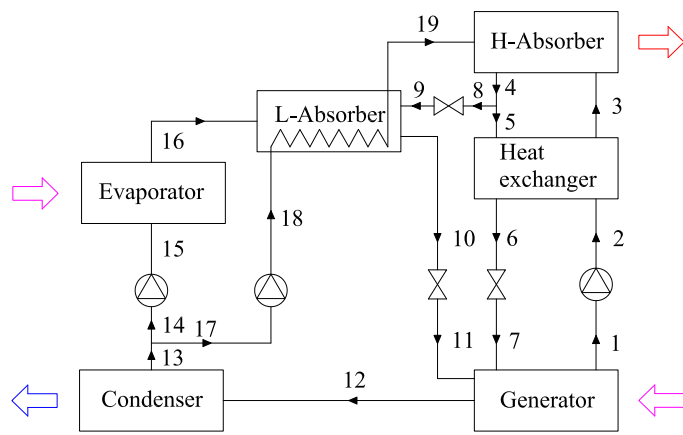 19
H-Absorber
9
8
4
3
L-Absorber
5
16
Heat
exchanger
Evaporator
18
15
10
6
2
14
17
13
11
7
1
12
Condenser
Generator